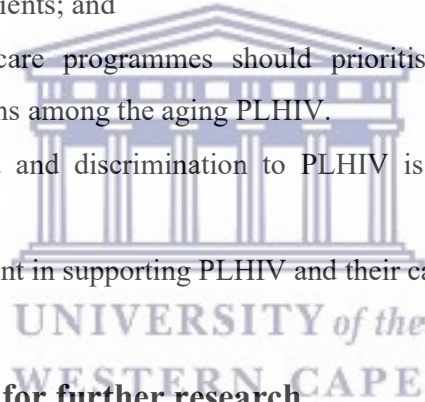 ients; and
care programmes should prioritis
ns among the aging PLHIV.
and discrimination to PLHIV is
nt in supporting PLHIV and their ca
UNIVERSITY of the
WESTERN CAPE
for further research